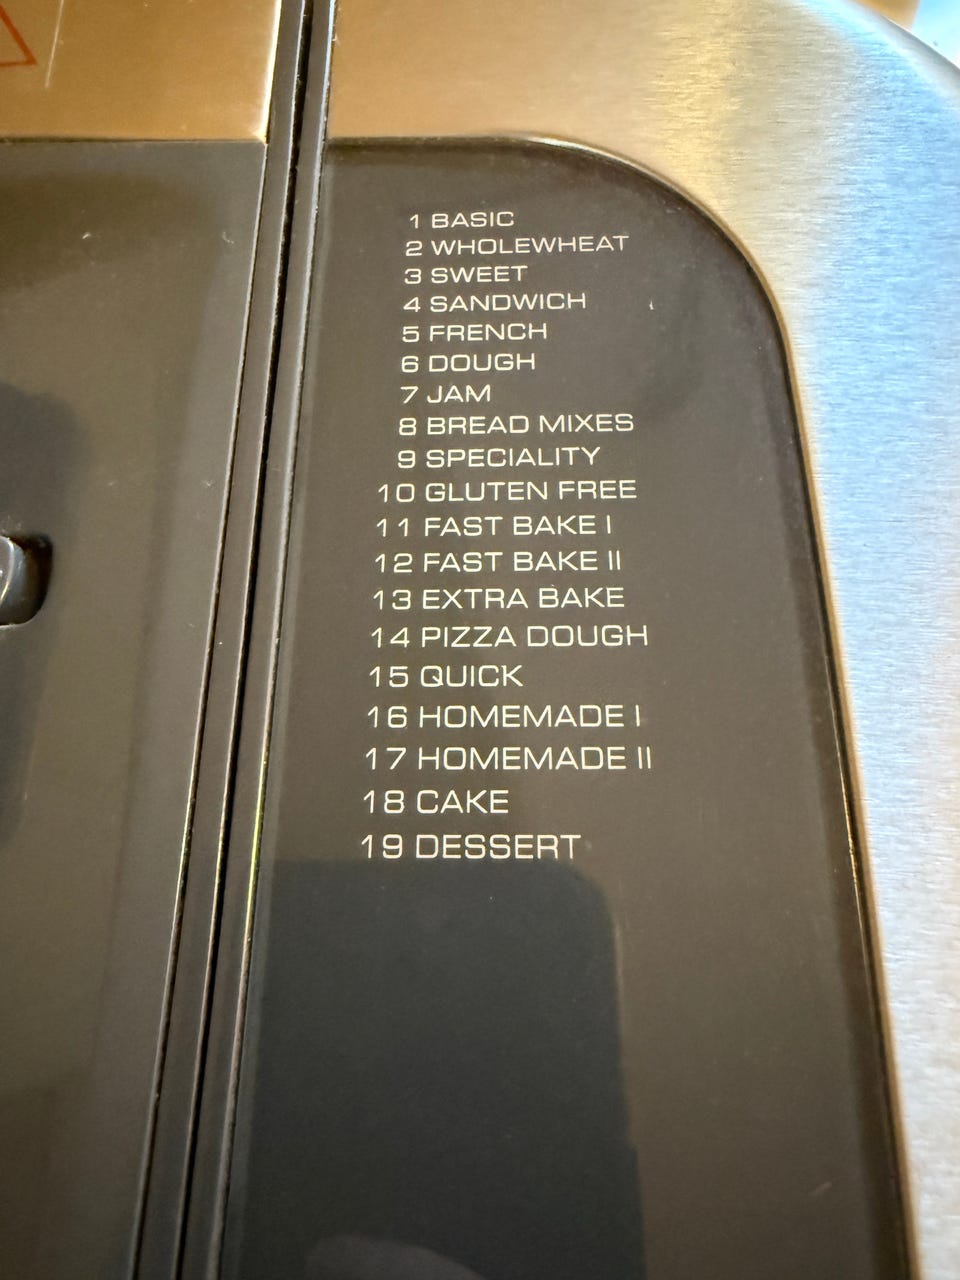 1 BASIC
2 WHOLEWHEAT
3 SWEET
4 SANDWICH
5 FRENCH
6 DOUGH
7 JAM
8 BREAD MIXES
9 SPECIALITY
10 GLUTEN FREE
11 FAST BAKE I
12 FAST BAKE II
13 EXTRA BAKE
14 PIZZA DOUGH
15 QUICK
16 HOMEMADE I
17 HOMEMADE II
18 CAKE
19 DESSERT